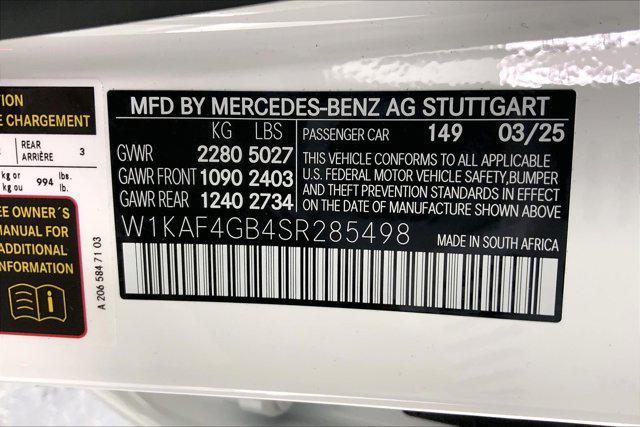 TION
E CHARGEMENT
REAR 3
ARRIÈRE
kg or lbs.
kg ou 994 lb.
EE OWNER´S
MANUAL FOR
ADDITIONAL
INFORMATION
A 206 584 71 03
MFD BY MERCEDES-BENZ AG STUTTGART
KG LBS
GVWR 2280 5027
GAWR FRONT 1090 2403
GAWR REAR 1240 2734
PASSENGER CAR 149 03/25
THIS VEHICLE CONFORMS TO ALL APPLICABLE
U.S. FEDERAL MOTOR VEHICLE SAFETY,BUMPER
AND THEFT PREVENTION STANDARDS IN EFFECT
ON THE DATE OF MANUFACTURE SHOWN ABOVE
W1KAF4GB4SR285498
MADE IN SOUTH AFRICA